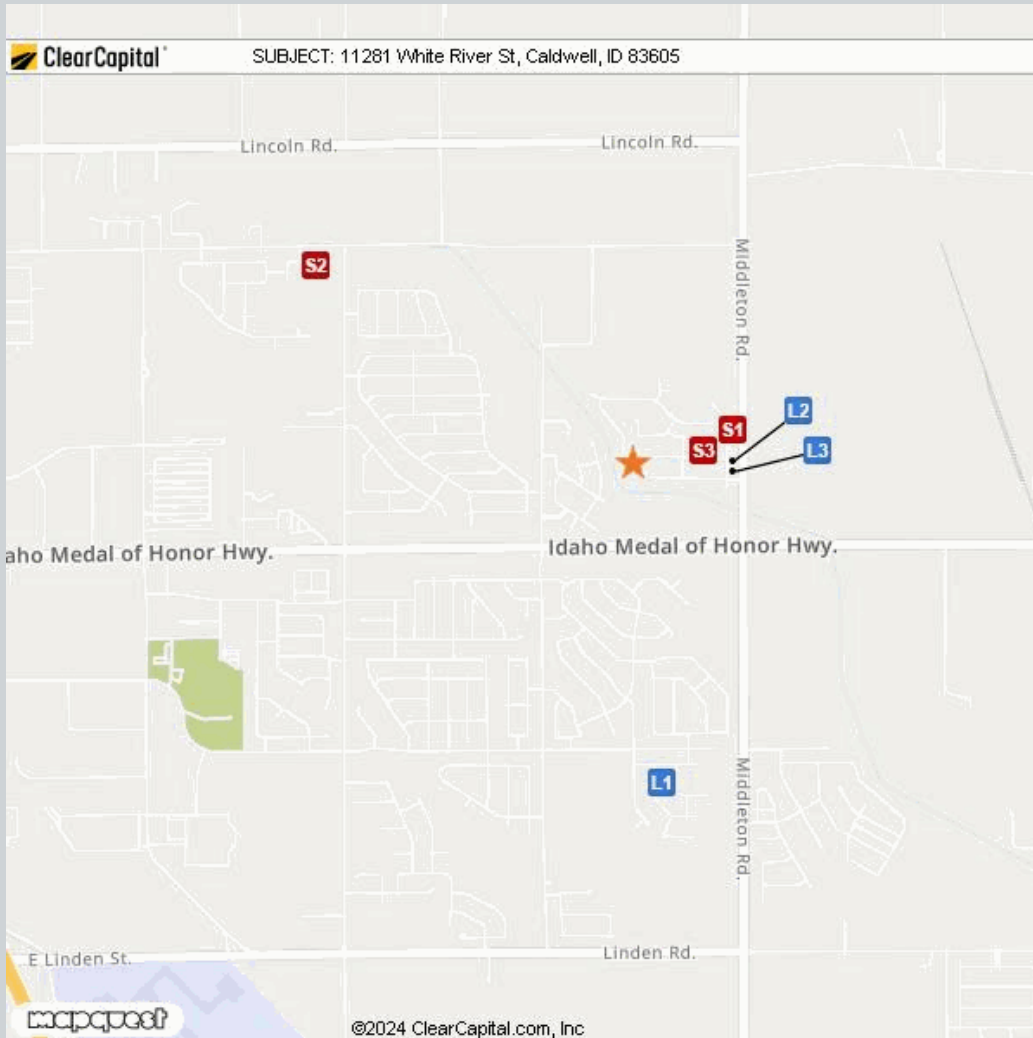 ClearCapital®
SUBJECT: 11281 White River St, Caldwell, ID 83605
Lincoln Rd.
Lincoln Rd.
Middleton Rd.
S2
L2
S1
S3
L3
aho Medal of Honor Hwy.
Idaho Medal of Honor Hwy.
L1
Middleton Rd.
Linden Rd.
E Linden St.
mapquest
©2024 ClearCapital.com, Inc